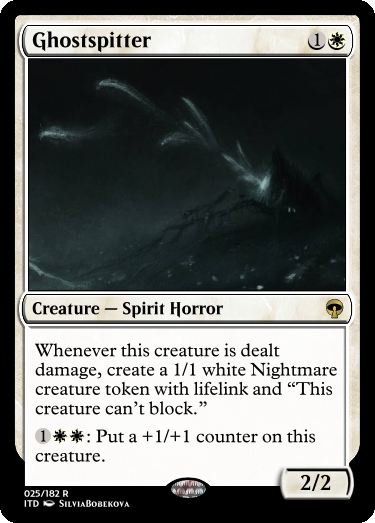 Ghostspitter 1
Creature — Spirit Horror
Whenever this creature is dealt
damage, create a 1/1 white Nightmare
creature token with lifelink and “This
creature can’t block.”
1: Put a +1/+1 counter on this
creature.
2/2
025/182 R
ITD SilviaBobekova